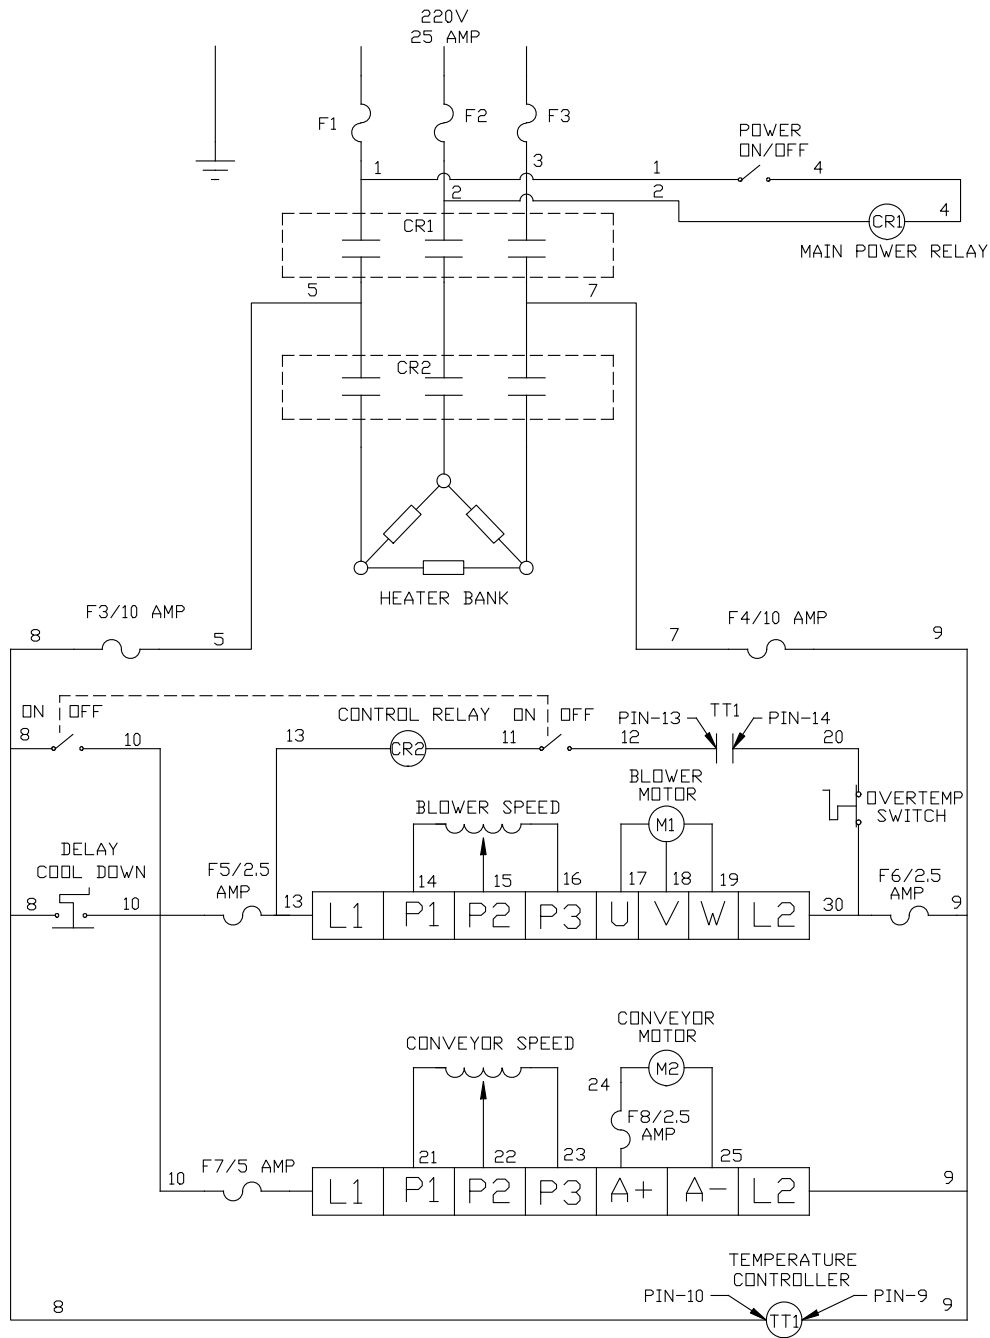 220V
25 AMP
F1
F2
F3
POWER
ON/OFF
1
3
1
4
2
2
CR1
CR1
4
MAIN POWER RELAY
5
7
CR2
HEATER BANK
F3/10 AMP
F4/10 AMP
8
5
7
9
ON
OFF
CONTROL RELAY
ON
OFF
PIN-13
TT1
PIN-14
8
10
13
CR2
11
12
20
BLOWER
MOTOR
BLOWER SPEED
M1
OVERTEMP
SWITCH
DELAY
COOL DOWN
F5/2.5
AMP
F6/2.5
AMP
14
15
16
17
18
19
8
10
13
L1
P1
P2
P3
U
V
W
L2
30
9
CONVEYOR
MOTOR
CONVEYOR SPEED
M2
24
F8/2.5
AMP
F7/5 AMP
21
22
23
25
10
L1
P1
P2
P3
A+
A-
L2
9
TEMPERATURE
CONTROLLER
PIN-10
PIN-9
8
TT1
9